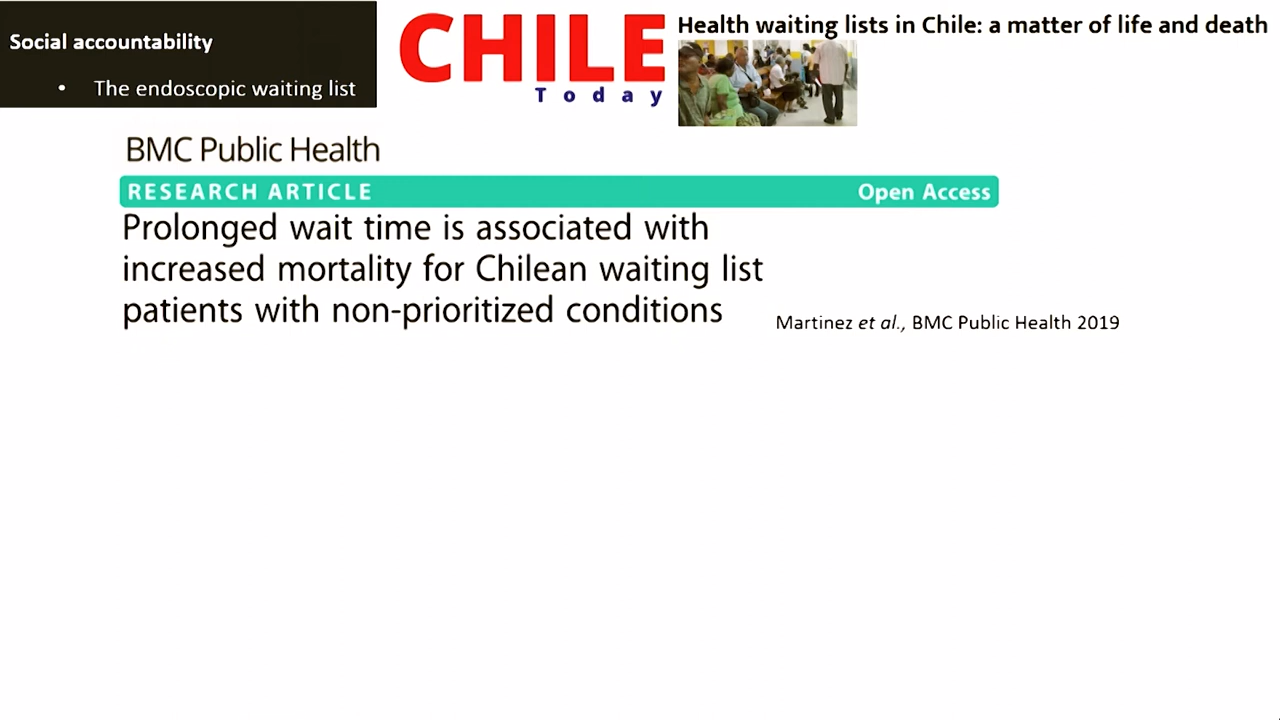 Social accountability
• The endoscopic waiting list
CHILE
Today
Health waiting lists in Chile: a matter of life and death
BMC Public Health
RESEARCH ARTICLE Open Access
Prolonged wait time is associated with
increased mortality for Chilean waiting list
patients with non-prioritized conditions
Martinez et al., BMC Public Health 2019